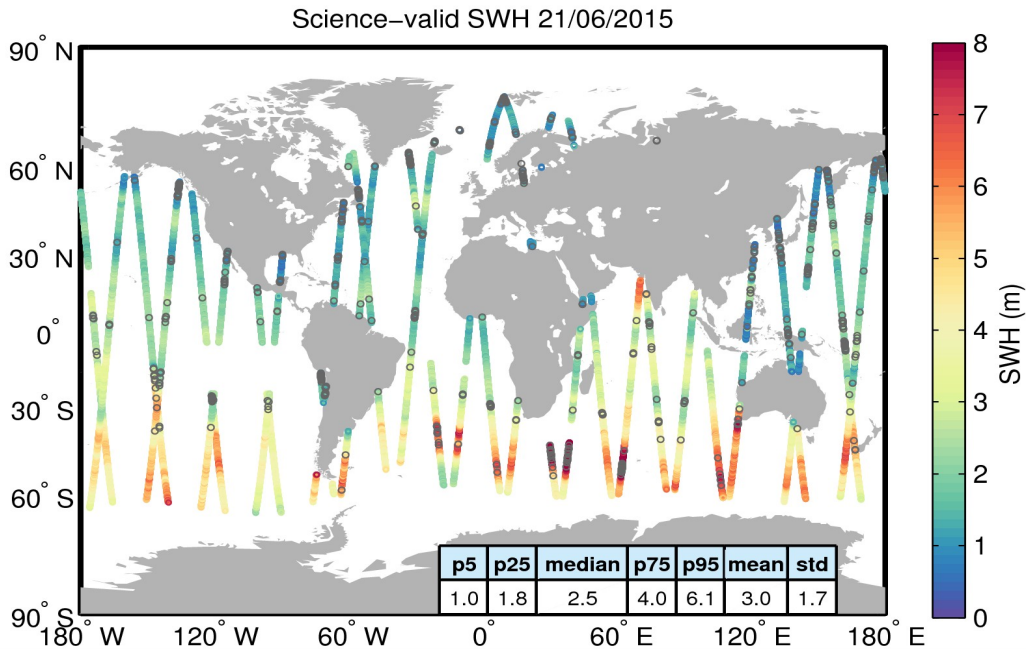 Science−valid SWH 21/06/2015
90° N
60° N
30° N
0°
30° S
60° S
90° S
180° W
120° W
60° W
0°
60° E
120° E
180° E
p5 p25 median p75 p95 mean std
1.0 1.8 2.5 4.0 6.1 3.0 1.7
8
7
6
5
4
3
2
1
0
SWH (m)